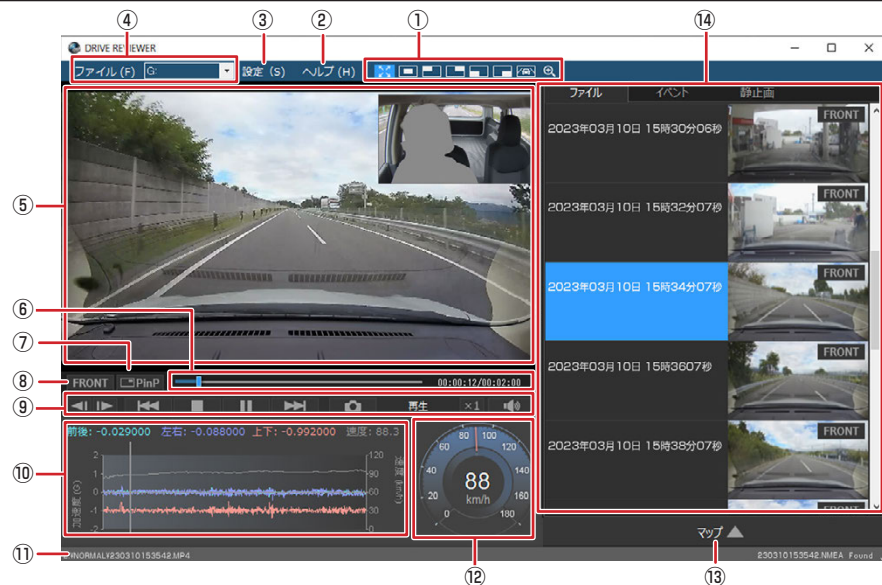 ④ ③ ② ① ⑭
DRIVE REVIEWER
ファイル (F) G: 設定 (S) ヘルプ (H)
ファイル イベント 静止画
2023年03月10日 15時30分06秒 FRONT
⑤
2023年03月10日 15時32分07秒 FRONT
2023年03月10日 15時34分07秒 FRONT
⑥
⑦
2023年03月10日 15時3607秒 FRONT
⑧ FRONT PinP 00:00:12/00:02:00
⑨ 再生 ×1
2023年03月10日 15時38分07秒 FRONT
⑩
前後: -0.029000 左右: -0.088000 上下: -0.992000 速度: 88.3
加速度 (G)
2 1 0 -1 -2
120 90 60 30 0
速度 (km/h)
0 20 40 60 80 100 120 140 160 180
88
km/h
FRONT
マップ
⑪ \NORMAL\230310153542.MP4
230310153542.NMEA Found
⑫ ⑬